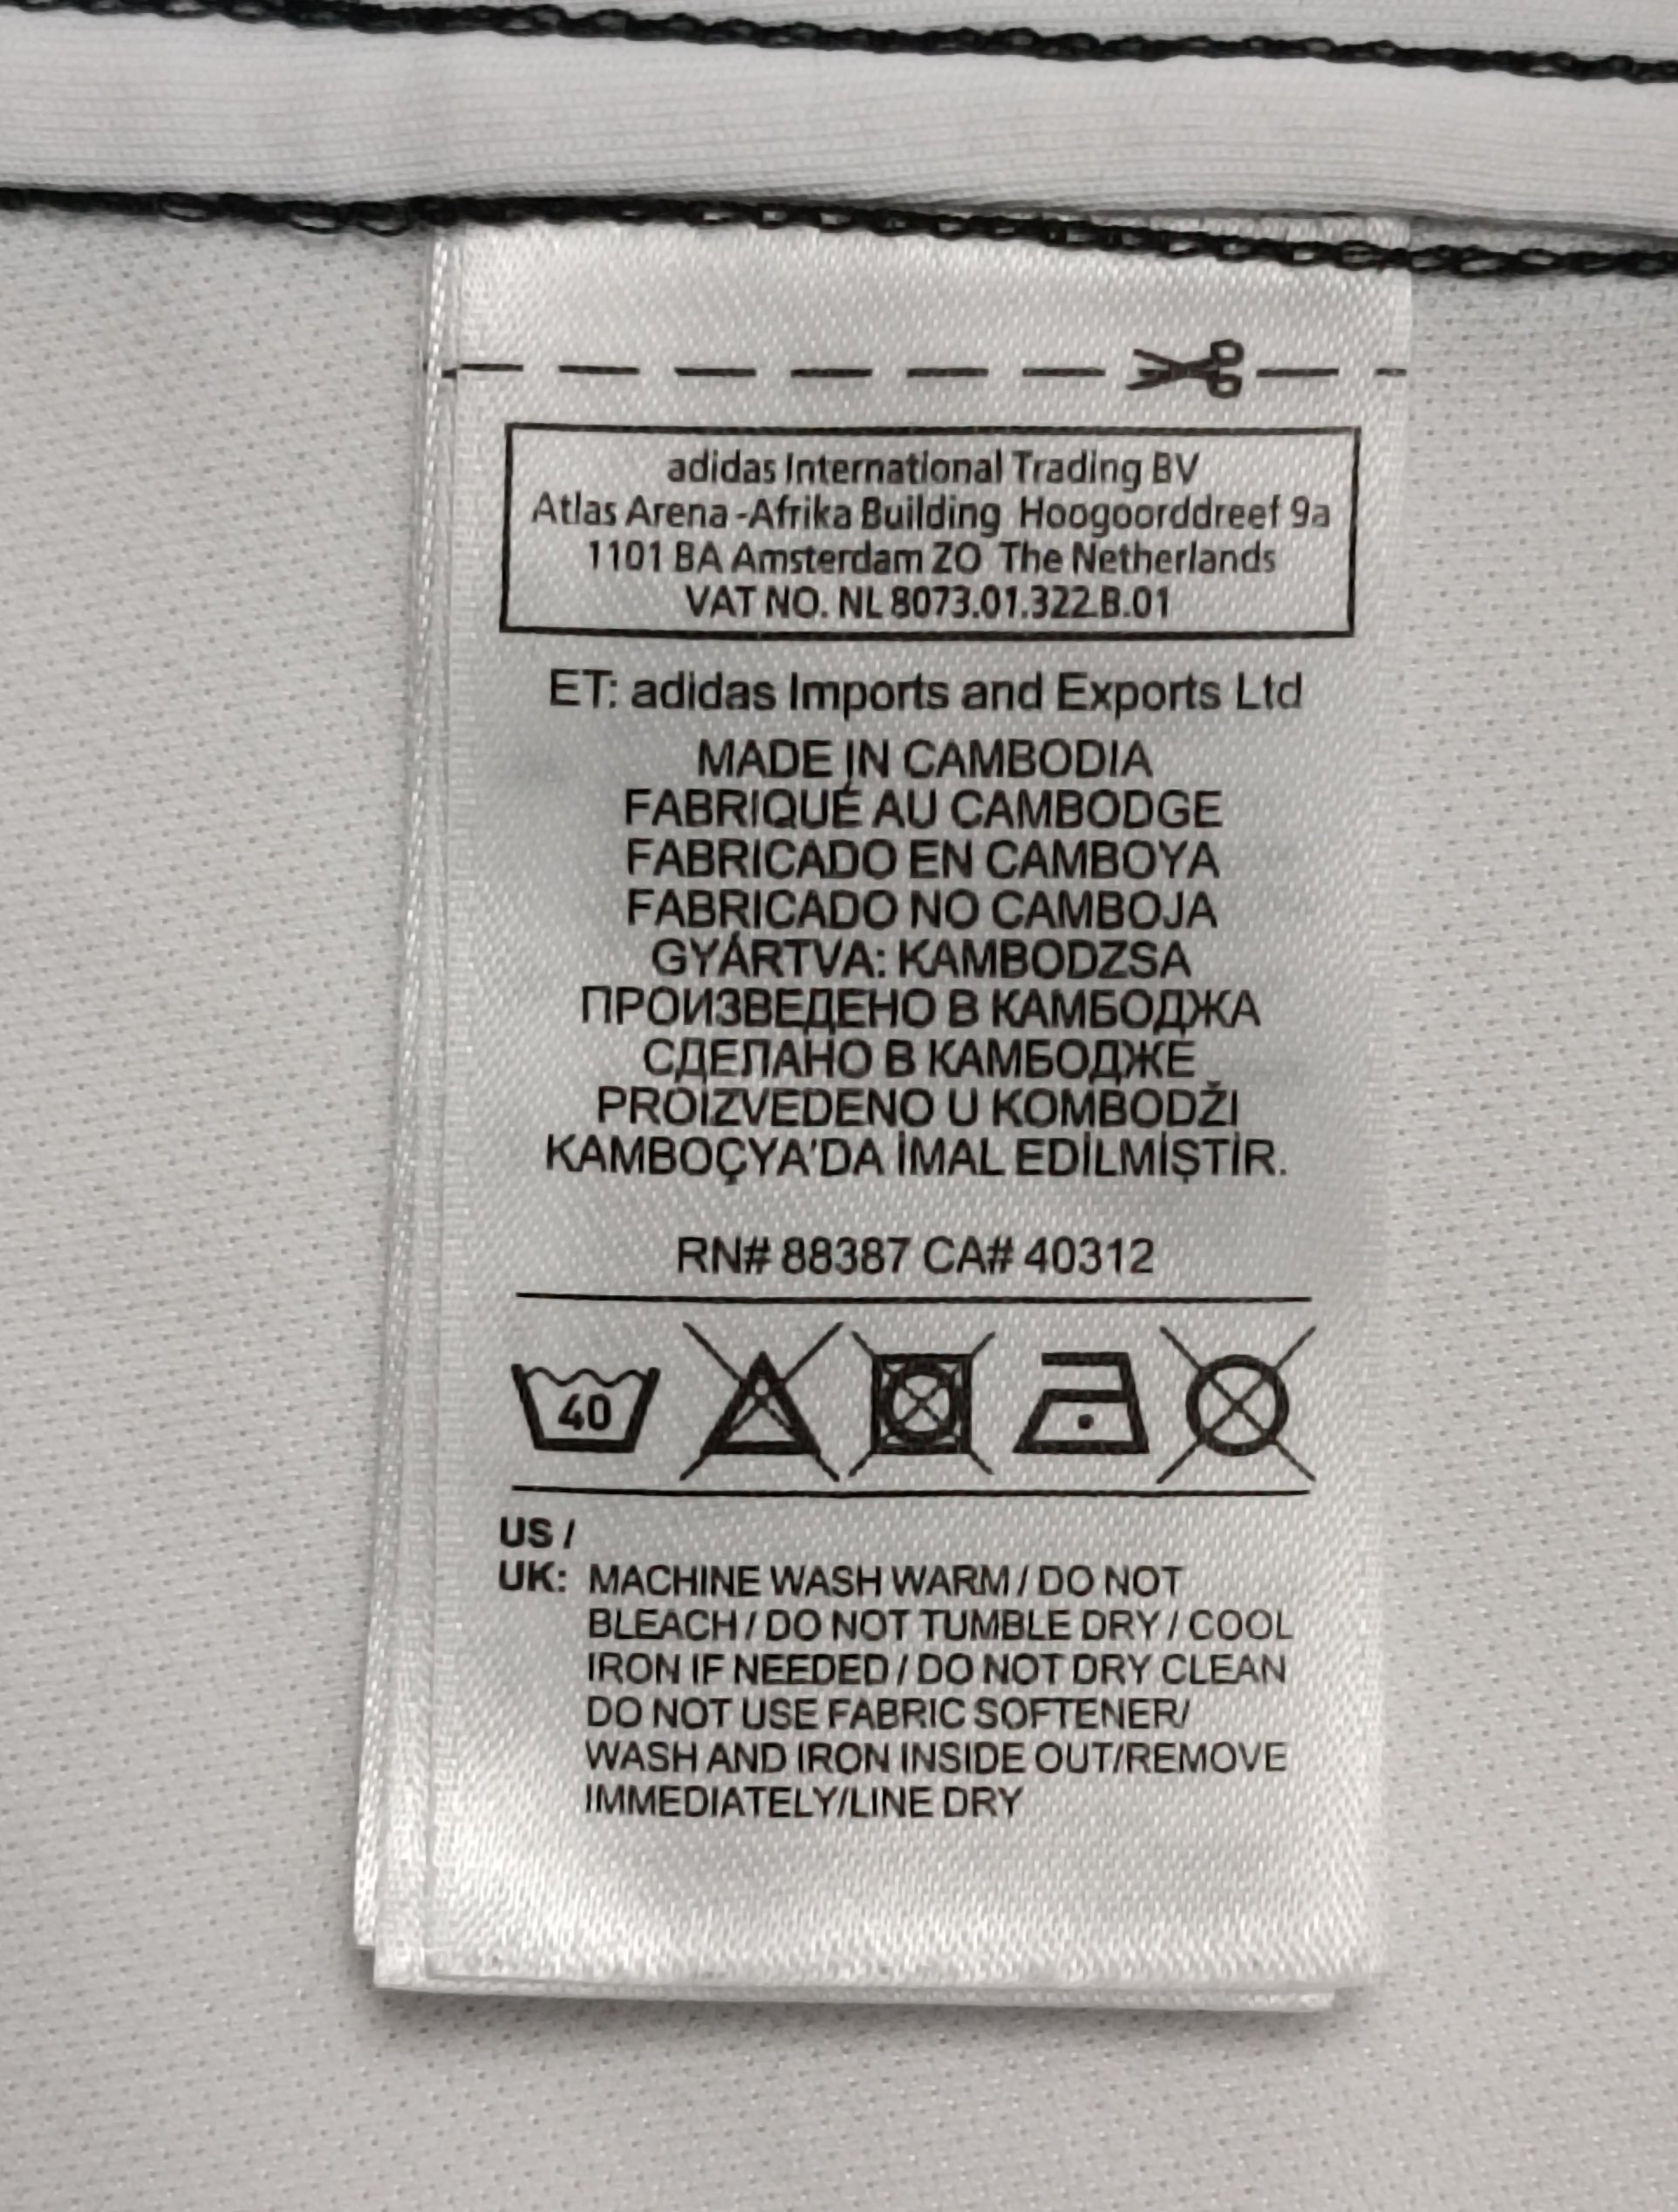 adidas International Trading BV
Atlas Arena -Afrika Building Hoogoorddreef 9a
1101 BA Amsterdam ZO The Netherlands
VAT NO. NL 8073.01.322.B.01
ET: adidas Imports and Exports Ltd
MADE IN CAMBODIA
FABRIQUÉ AU CAMBODGE
FABRICADO EN CAMBOYA
FABRICADO NO CAMBOJA
GYÁRTVA: KAMBODZSA
ПРОИЗВЕДЕНО В КАМБОДЖА
СДЕЛАНО В КАМБОДЖЕ
PROIZVEDENO U KOMBODŽI
KAMBOÇYA'DA İMAL EDİLMİŞTİR.
RN# 88387 CA# 40312
40
US /
UK: MACHINE WASH WARM / DO NOT
BLEACH / DO NOT TUMBLE DRY / COOL
IRON IF NEEDED / DO NOT DRY CLEAN
DO NOT USE FABRIC SOFTENER/
WASH AND IRON INSIDE OUT/REMOVE
IMMEDIATELY/LINE DRY